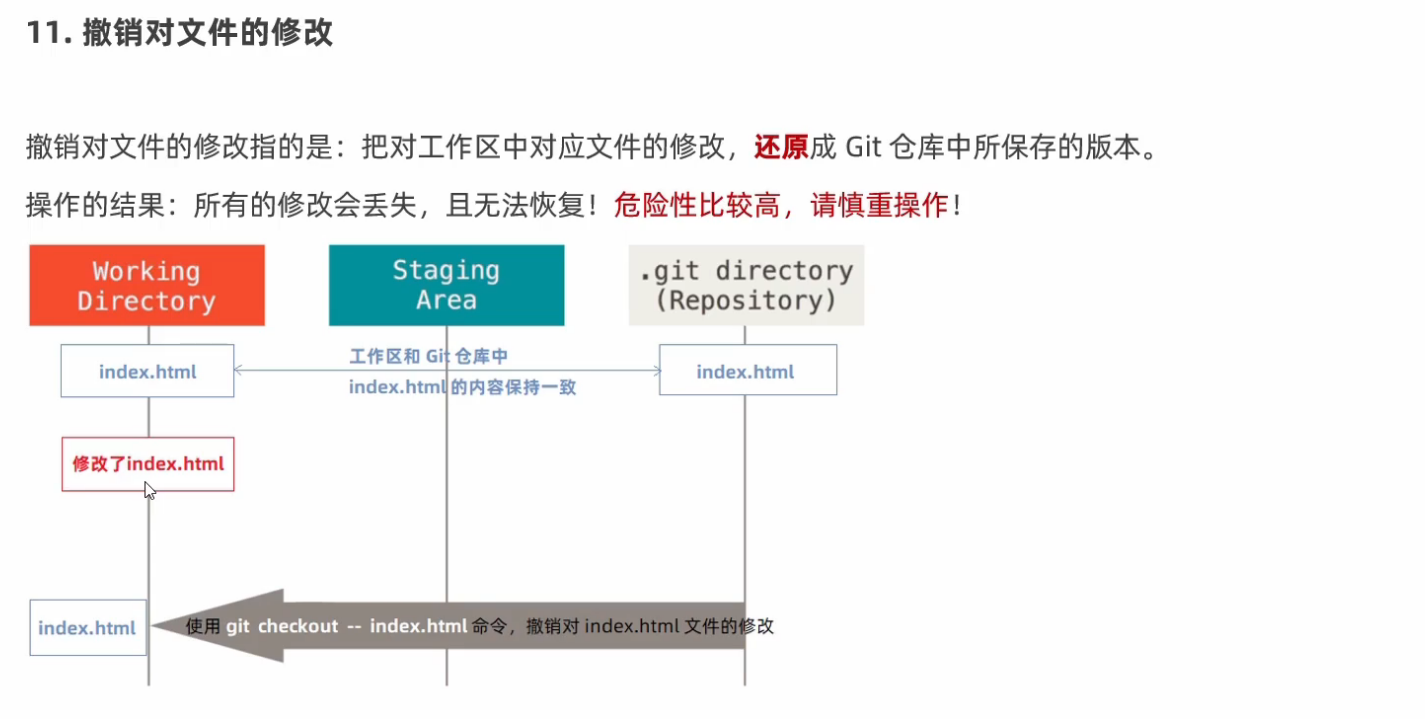 11. 撤销对文件的修改
撤销对文件的修改指的是：把对工作区中对应文件的修改，还原成 Git 仓库中所保存的版本。
操作的结果：所有的修改会丢失，且无法恢复！危险性比较高，请慎重操作！
Working
Directory
Staging
Area
.git directory
(Repository)
index.html
工作区和 Git 仓库中
index.html 的内容保持一致
index.html
修改了index.html
index.html
使用 git checkout -- index.html 命令，撤销对 index.html 文件的修改